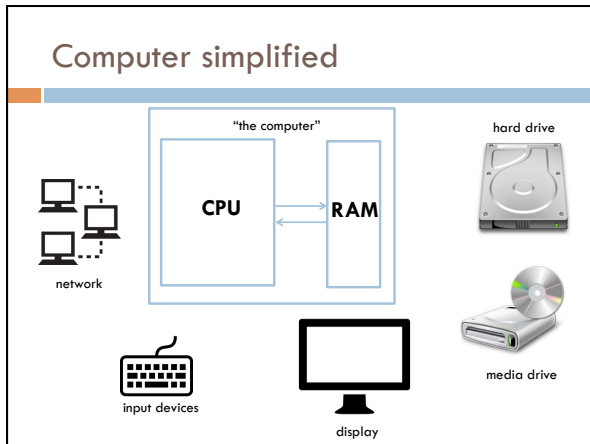 Computer simplified
“the computer”
hard drive
CPU
RAM
network
media drive
input devices
display